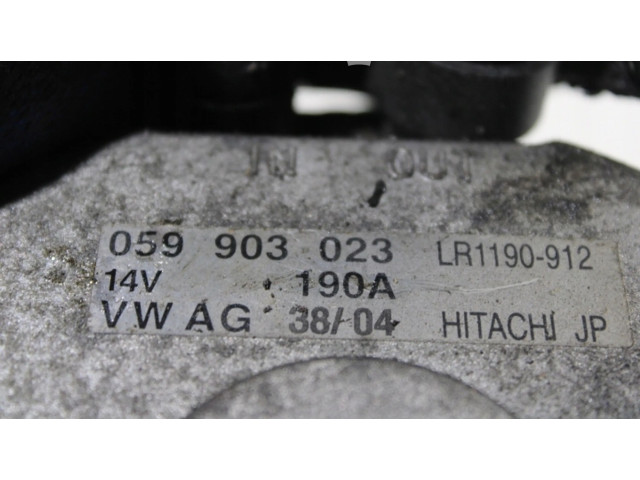 IN OUT
059 903 023 LR1190-912
14V 190A
VW AG 38/04 HITACHI JP